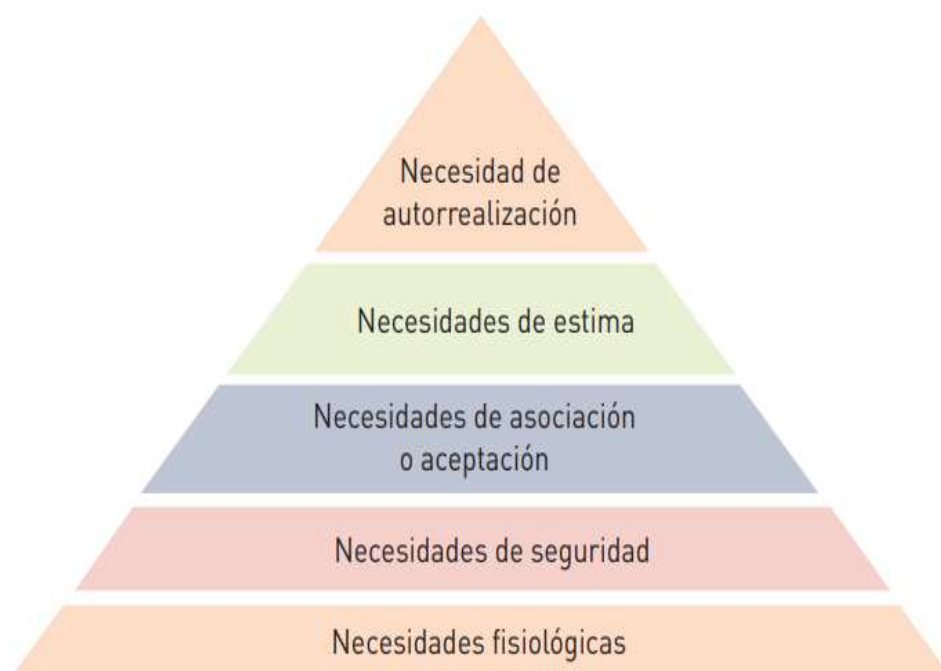 Necesidad de
autorrealización
Necesidades de estima
Necesidades de asociación
o aceptación
Necesidades de seguridad
Necesidades fisiológicas